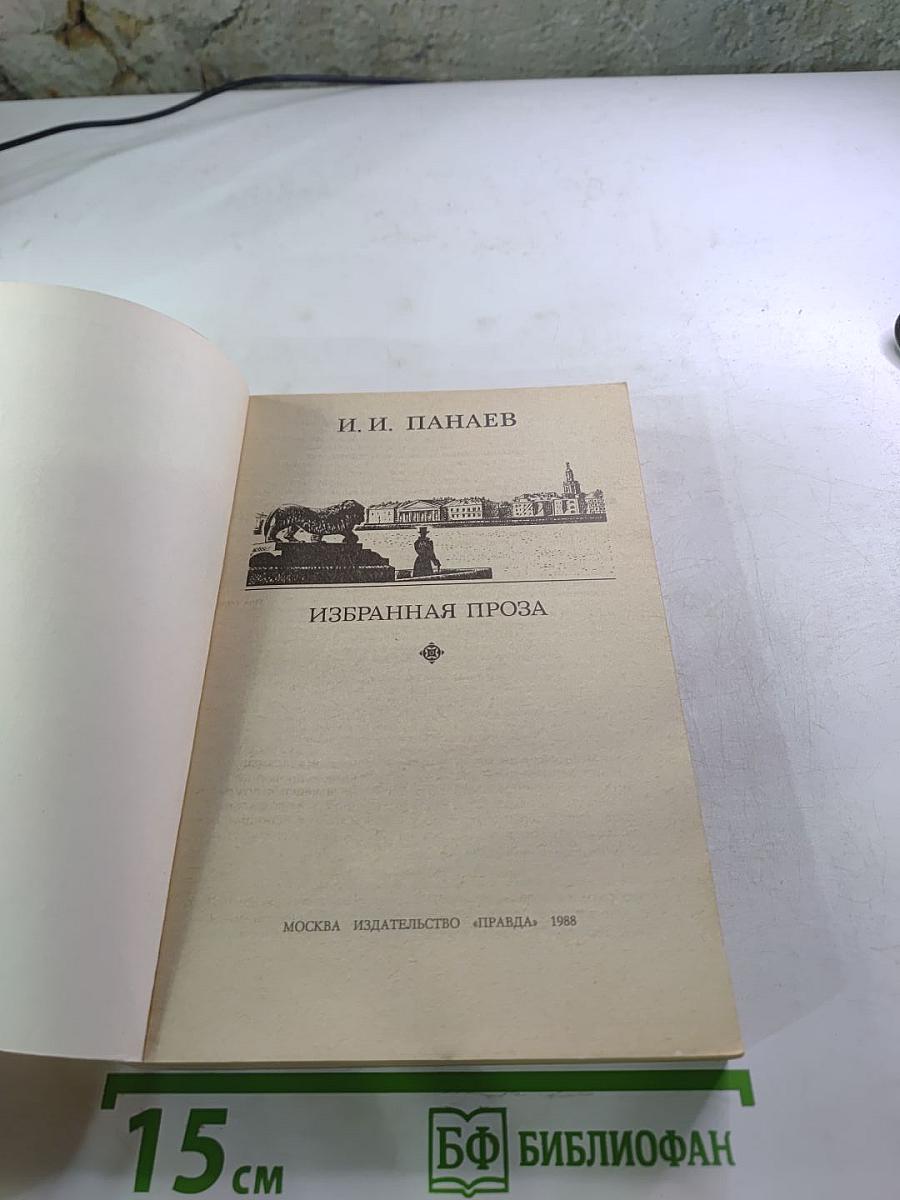 И. И. ПАНАЕВ
ИЗБРАННАЯ ПРОЗА
МОСКВА ИЗДАТЕЛЬСТВО «ПРАВДА» 1988
15 см
БФ БИБЛИОФАН